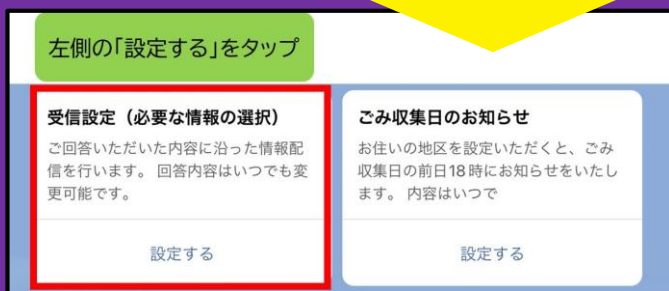 左側の「設定する」をタップ
受信設定（必要な情報の選択）
ご回答いただいた内容に沿った情報配
信を行います。 回答内容はいつでも変
更可能です。
設定する
ごみ収集日のお知らせ
お住いの地区を設定いただくと、ごみ
収集日の前日18時にお知らせをいたし
ます。 内容はいつで
設定する